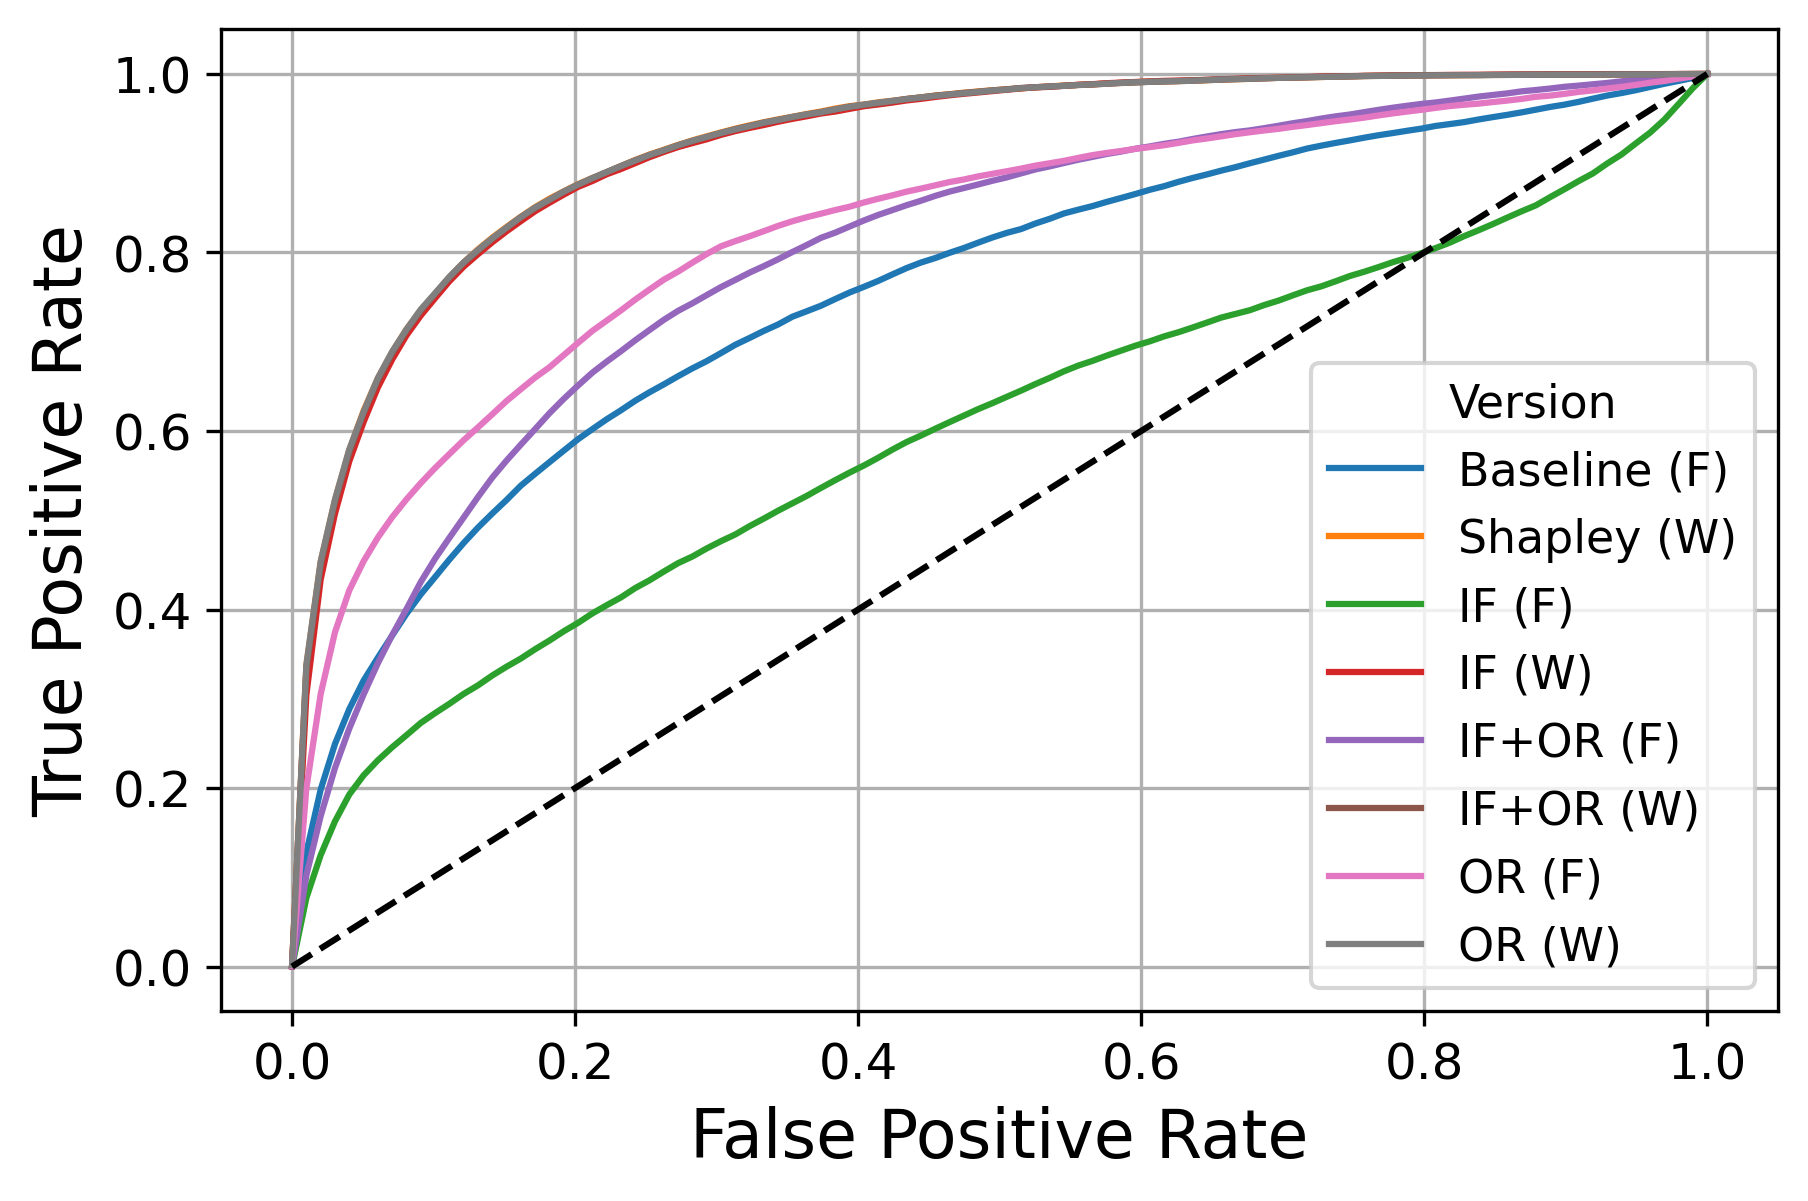 1.0
0.8
0.6
0.4
0.2
0.0
True Positive Rate
0.0 0.2 0.4 0.6 0.8 1.0
False Positive Rate
Version
Baseline (F)
Shapley (W)
IF (F)
IF (W)
IF+OR (F)
IF+OR (W)
OR (F)
OR (W)